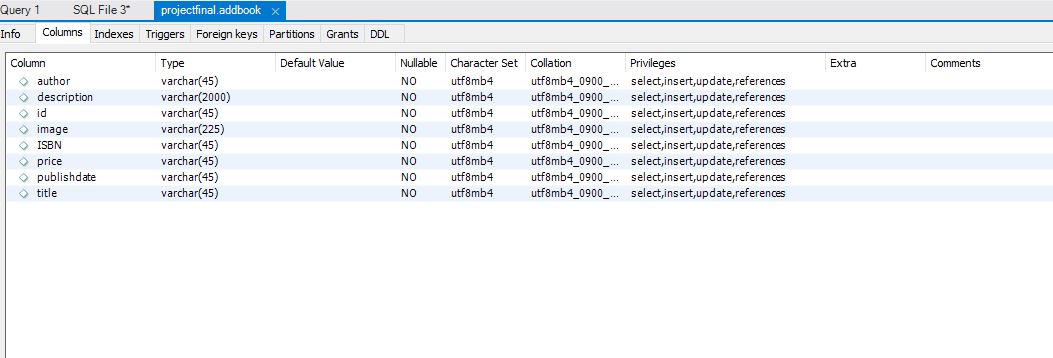 Query 1 SQL File 3* projectfinal.addbook ×
Info Columns Indexes Triggers Foreign keys Partitions Grants DDL
Column Type Default Value Nullable Character Set Collation Privileges Extra Comments
author varchar(45) NO utf8mb4 utf8mb4_0900_... select,insert,update,references
description varchar(2000) NO utf8mb4 utf8mb4_0900_... select,insert,update,references
id varchar(45) NO utf8mb4 utf8mb4_0900_... select,insert,update,references
image varchar(225) NO utf8mb4 utf8mb4_0900_... select,insert,update,references
ISBN varchar(45) NO utf8mb4 utf8mb4_0900_... select,insert,update,references
price varchar(45) NO utf8mb4 utf8mb4_0900_... select,insert,update,references
publishdate varchar(45) NO utf8mb4 utf8mb4_0900_... select,insert,update,references
title varchar(45) NO utf8mb4 utf8mb4_0900_... select,insert,update,references